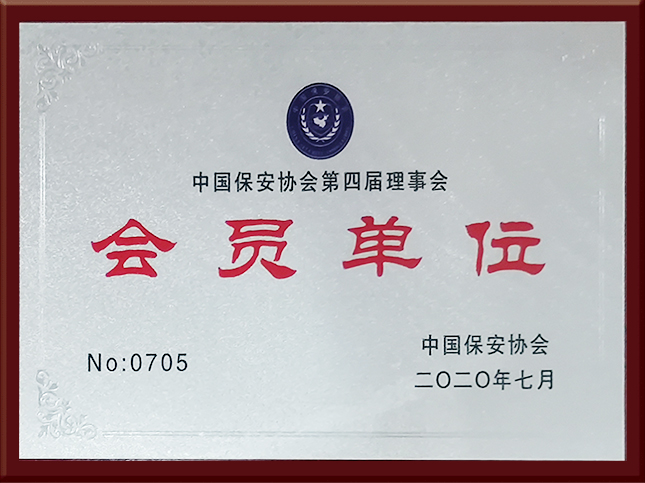 中国保安协会第四届理事会
会员单位
No:0705
中国保安协会
二〇二〇年七月